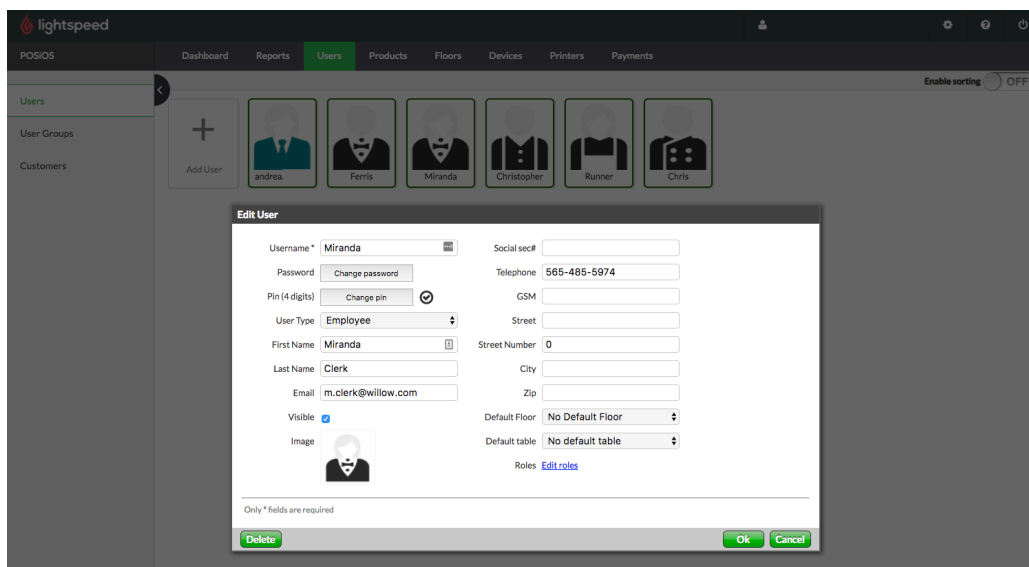 lightspeed
POSiOS
Dashboard Reports Users Products Floors Devices Printers Payments
Enable sorting OFF
Users
User Groups
Customers
Add User
andrea.
Ferris
Miranda
Christopher
Runner
Chris
Edit User
Username * Miranda
Password Change password
Pin (4 digits) Change pin
User Type Employee
First Name Miranda
Last Name Clerk
Email m.clerk@willow.com
Visible
Image
Social sec#
Telephone 565-485-5974
GSM
Street
Street Number 0
City
Zip
Default Floor No Default Floor
Default table No default table
Roles Edit roles
Only * fields are required
Delete Ok Cancel